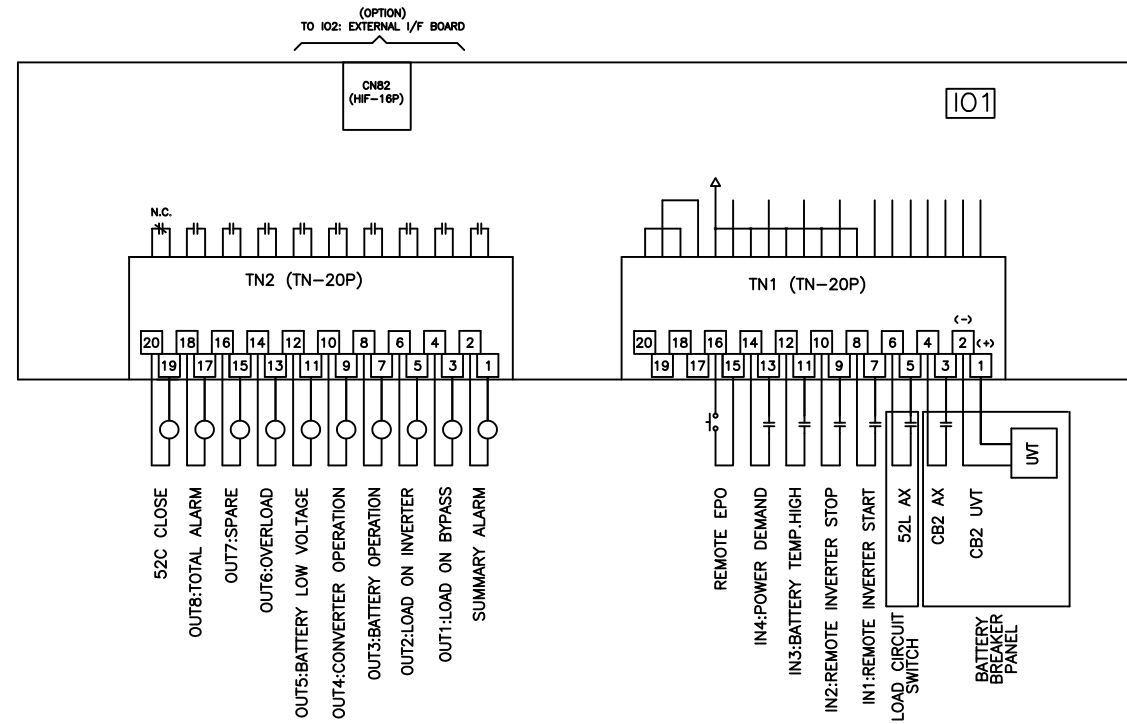 (OPTION)
TO IO2: EXTERNAL I/F BOARD
CN82
(HIF-16P)
IO1
N.C.
TN2 (TN-20P)
TN1 (TN-20P)
(-)
20 18 16 14 12 10 8 6 4 2
20 18 16 14 12 10 8 6 4 2 (+)
19 17 15 13 11 9 7 5 3 1
19 17 15 13 11 9 7 5 3 1
UVT
52C CLOSE
OUT8:TOTAL ALARM
OUT7:SPARE
OUT6:OVERLOAD
OUT5:BATTERY LOW VOLTAGE
OUT4:CONVERTER OPERATION
OUT3:BATTERY OPERATION
OUT2:LOAD ON INVERTER
OUT1:LOAD ON BYPASS
SUMMARY ALARM
REMOTE EPO
IN4:POWER DEMAND
IN3:BATTERY TEMP.HIGH
IN2:REMOTE INVERTER STOP
IN1:REMOTE INVERTER START
52L AX
CB2 AX
CB2 UVT
LOAD CIRCUIT
SWITCH
BATTERY
BREAKER
PANEL